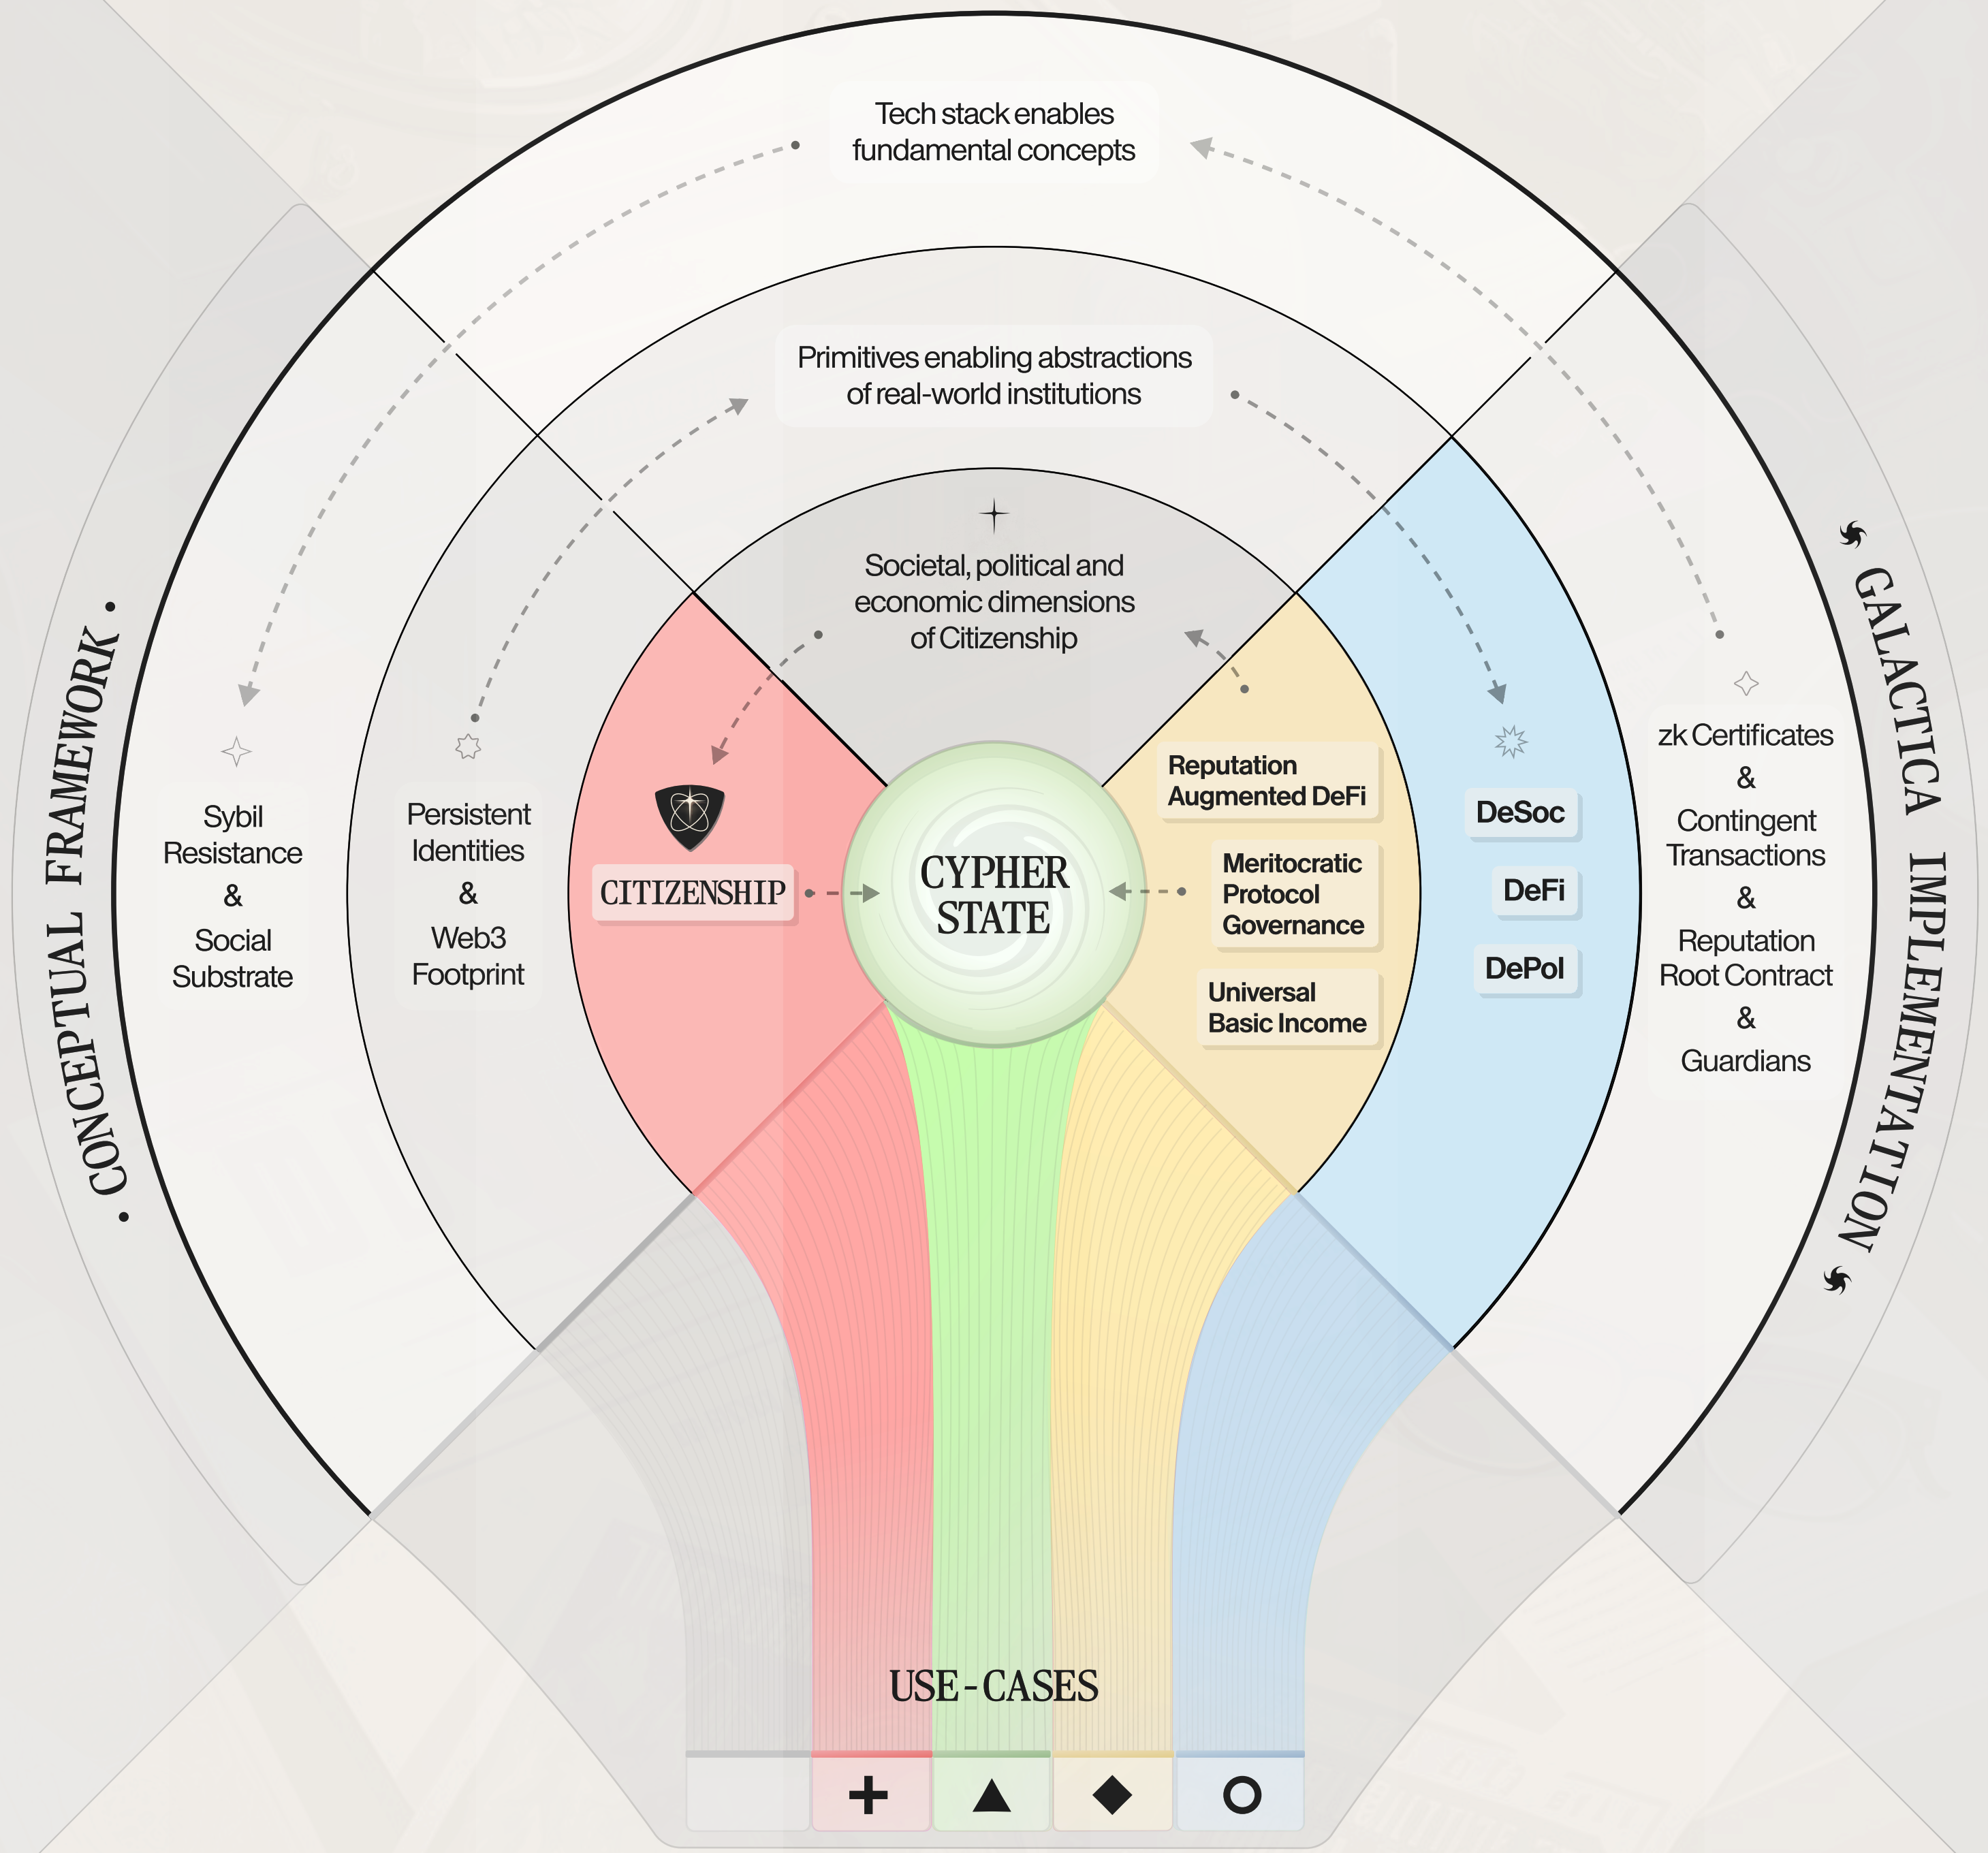 Tech stack enables
fundamental concepts
Primitives enabling abstractions
of real-world institutions
Societal, political and
economic dimensions
of Citizenship
• CONCEPTUAL FRAMEWORK •
Sybil
Resistance
&
Social
Substrate
Persistent
Identities
&
Web3
Footprint
CITIZENSHIP
CYPHER
STATE
Reputation
Augmented DeFi
Meritocratic
Protocol
Governance
Universal
Basic Income
DeSoc
DeFi
DePol
zk Certificates
&
Contingent
Transactions
&
Reputation
Root Contract
&
Guardians
GALACTICA IMPLEMENTATION
USE-CASES